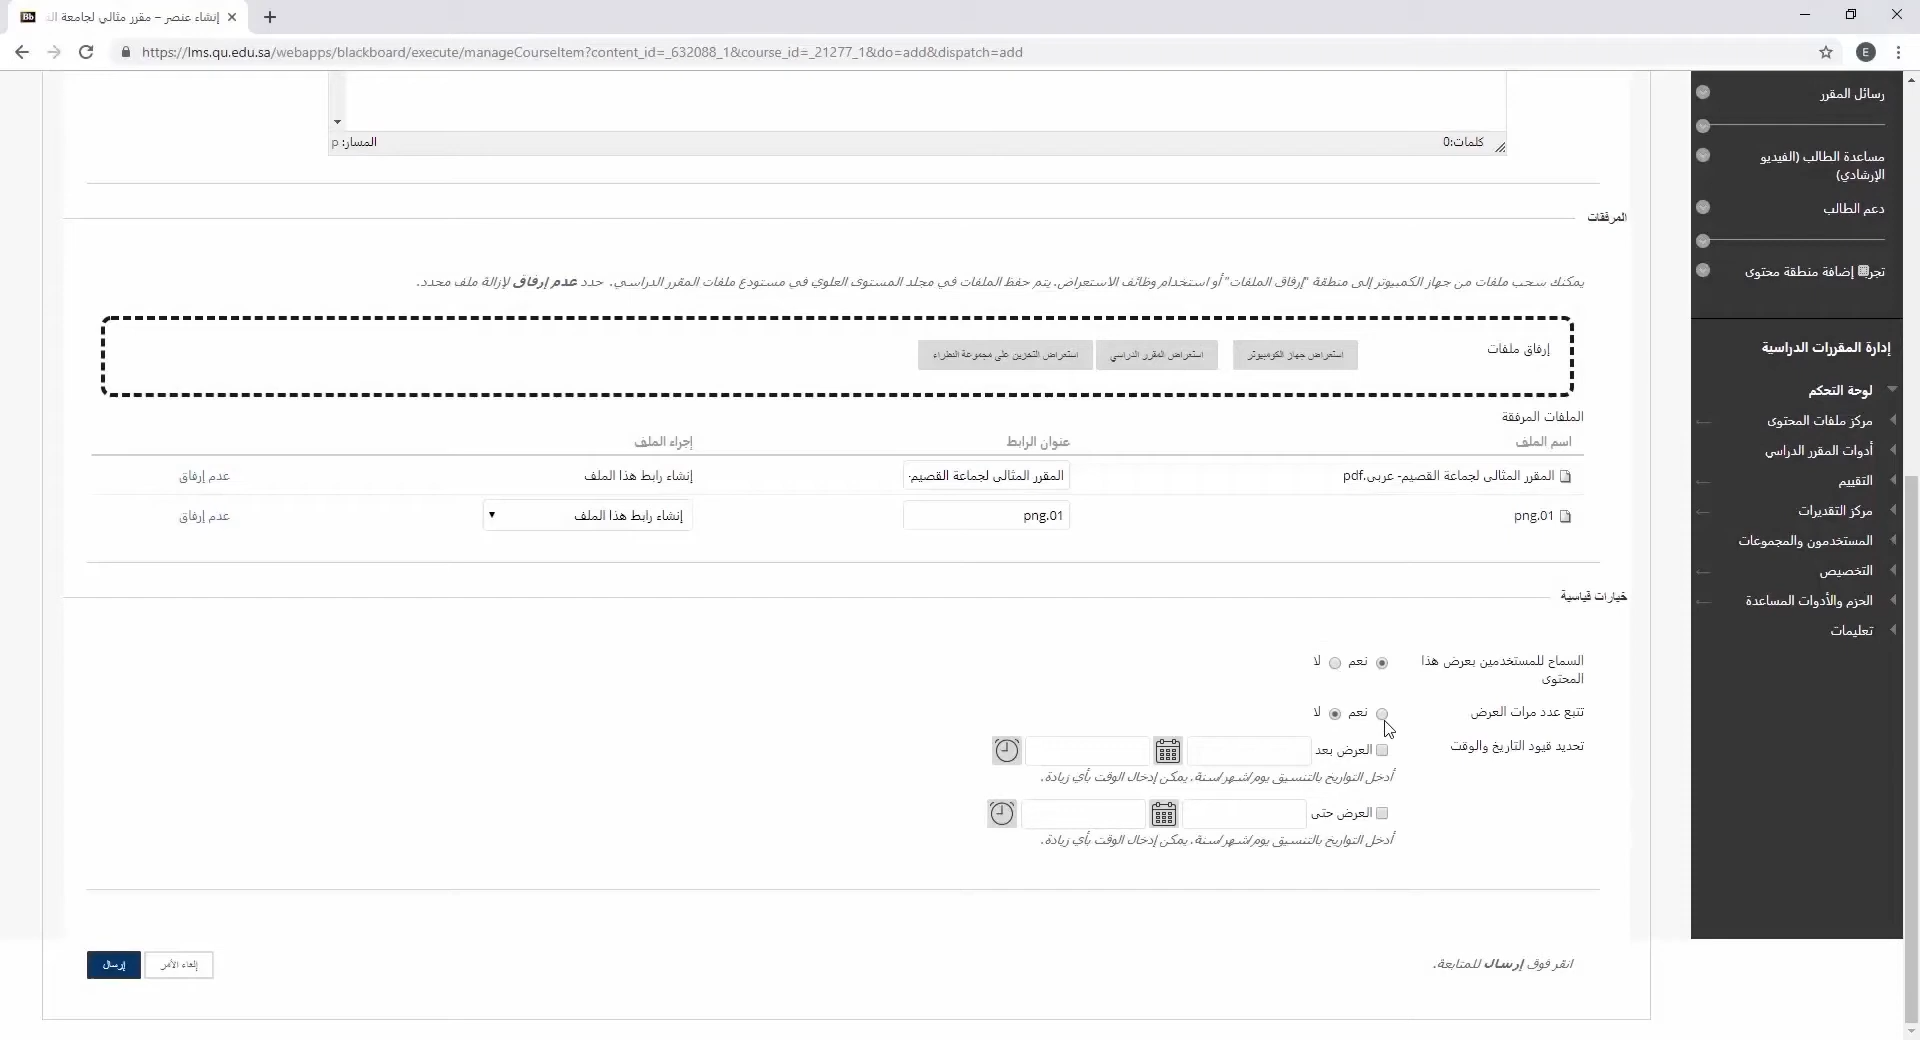 إنشاء عنصر – مقرر مثالي لجامعة الق
https://lms.qu.edu.sa/webapps/blackboard/execute/manageCourseItem?content_id=_632088_1&course_id=_21277_1&do=add&dispatch=add
E
كلمات:0
المسار: p
المرفقات
يمكنك سحب ملفات من جهاز الكمبيوتر إلى منطقة "إرفاق الملفات" أو استخدام وظائف الاستعراض. يتم حفظ الملفات في مجلد المستوى العلوي في مستودع ملفات المقرر الدراسي. حدد عدم إرفاق لإزالة ملف محدد.
إرفاق ملفات
استعراض جهاز الكومبيوتر
استعراض المقرر الدراسي
استعراض التخزين على مجموعة النظراء
الملفات المرفقة
اسم الملف
عنوان الرابط
إجراء الملف
المقرر المثالى لجماعة القصيم- عربى.pdf
المقرر المثالى لجماعة القصيم-
إنشاء رابط هذا الملف
عدم إرفاق
01.png
01.png
إنشاء رابط هذا الملف
عدم إرفاق
خيارات قياسية
السماح للمستخدمين بعرض هذا
المحتوى
نعم
لا
تتبع عدد مرات العرض
نعم
لا
تحديد قيود التاريخ والوقت
العرض بعد
أدخل التواريخ بالتنسيق يوم/شهر/سنة. يمكن إدخال الوقت بأي زيادة.
العرض حتى
أدخل التواريخ بالتنسيق يوم/شهر/سنة. يمكن إدخال الوقت بأي زيادة.
انقر فوق إرسال للمتابعة.
إلغاء الأمر
إرسال
رسائل المقرر
مساعدة الطالب (الفيديو
الإرشادي)
دعم الطالب
تجربة إضافة منطقة محتوى
إدارة المقررات الدراسية
لوحة التحكم
مركز ملفات المحتوى
أدوات المقرر الدراسي
التقييم
مركز التقديرات
المستخدمون والمجموعات
التخصيص
الحزم والأدوات المساعدة
تعليمات